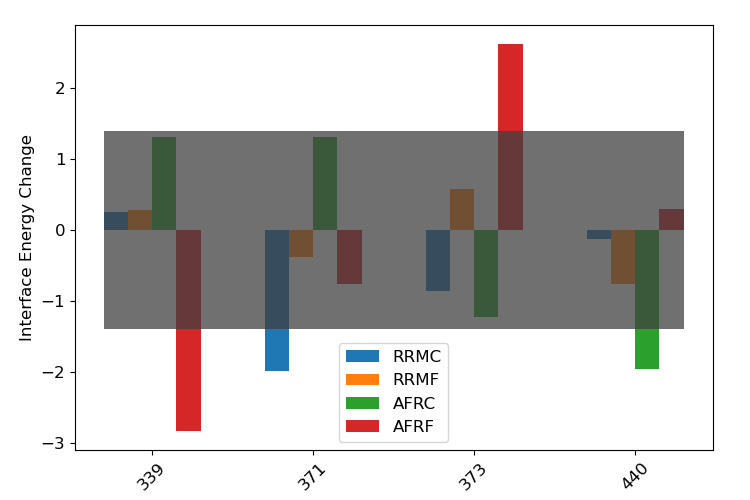 Interface Energy Change
2
1
0
−1
−2
−3
339
371
373
440
RRMC
RRMF
AFRC
AFRF